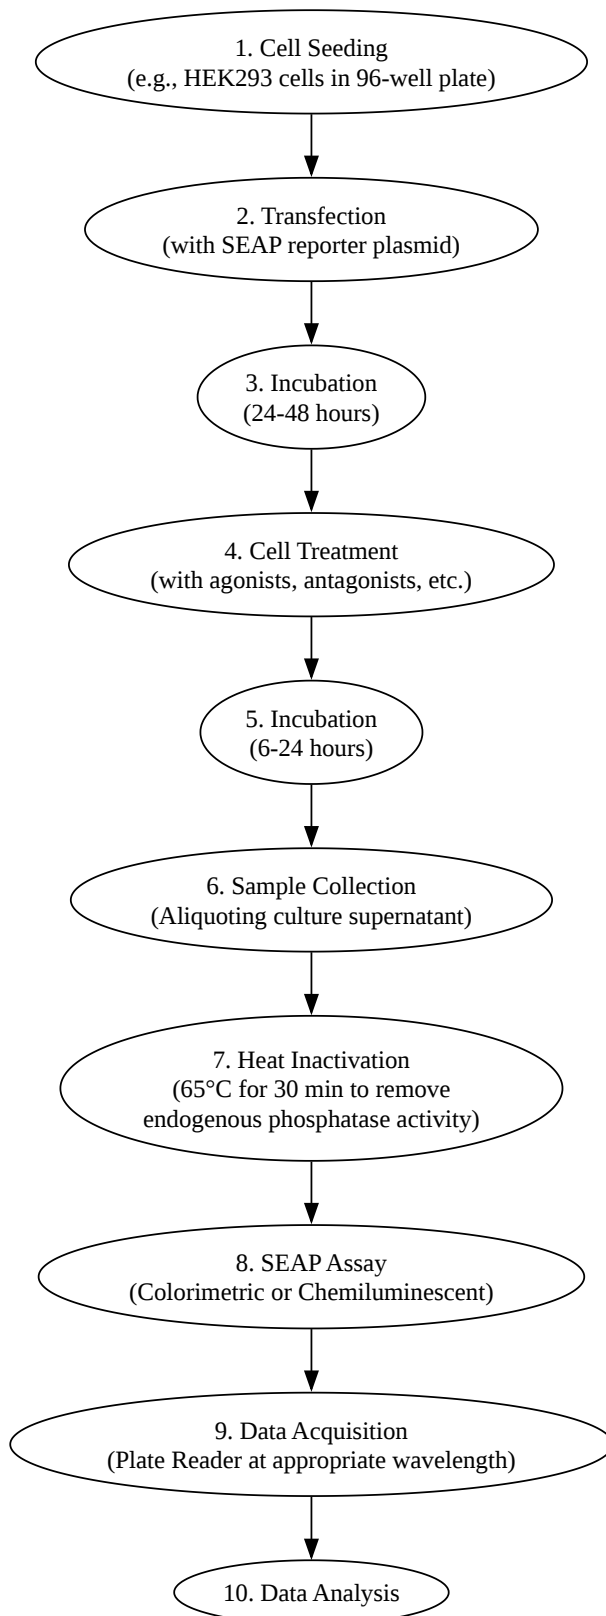 1. Cell Seeding
(e.g., HEK293 cells in 96-well plate)
2. Transfection
(with SEAP reporter plasmid)
3. Incubation
(24-48 hours)
4. Cell Treatment
(with agonists, antagonists, etc.)
5. Incubation
(6-24 hours)
6. Sample Collection
(Aliquoting culture supernatant)
7. Heat Inactivation
(65°C for 30 min to remove
endogenous phosphatase activity)
8. SEAP Assay
(Colorimetric or Chemiluminescent)
9. Data Acquisition
(Plate Reader at appropriate wavelength)
10. Data Analysis